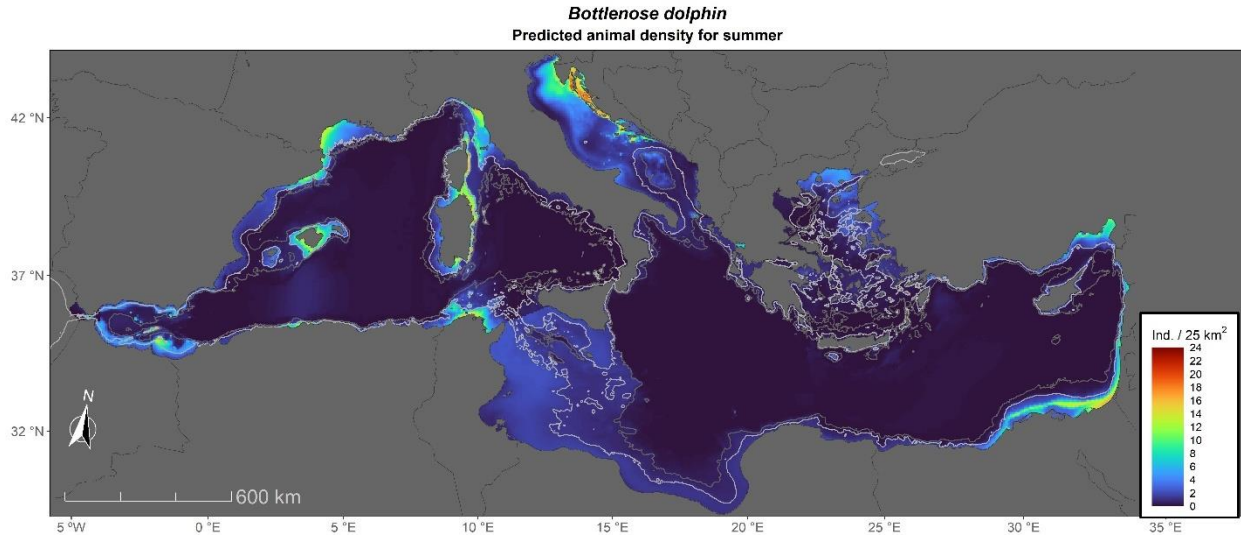 Bottlenose dolphin
Predicted animal density for summer
42 °N
37 °N
32 °N
N
600 km
Ind. / 25 km²
24
22
20
18
16
14
12
10
8
6
4
2
0
5 °W
0 °E
5 °E
10 °E
15 °E
20 °E
25 °E
30 °E
35 °E